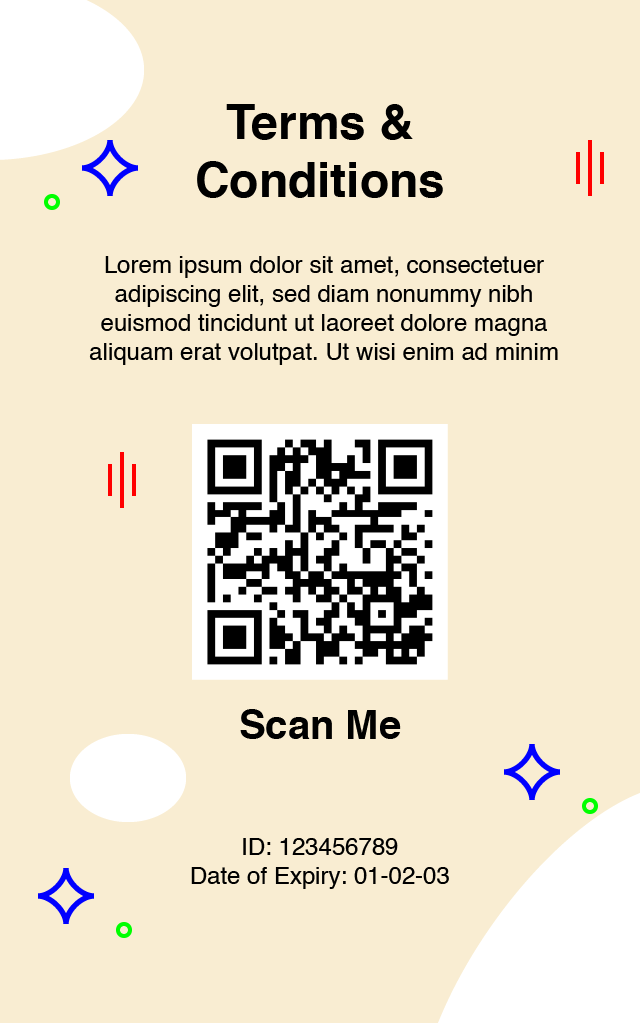 Terms &
Conditions
Lorem ipsum dolor sit amet, consectetuer
adipiscing elit, sed diam nonummy nibh
euismod tincidunt ut laoreet dolore magna
aliquam erat volutpat. Ut wisi enim ad minim
Scan Me
ID: 123456789
Date of Expiry: 01-02-03